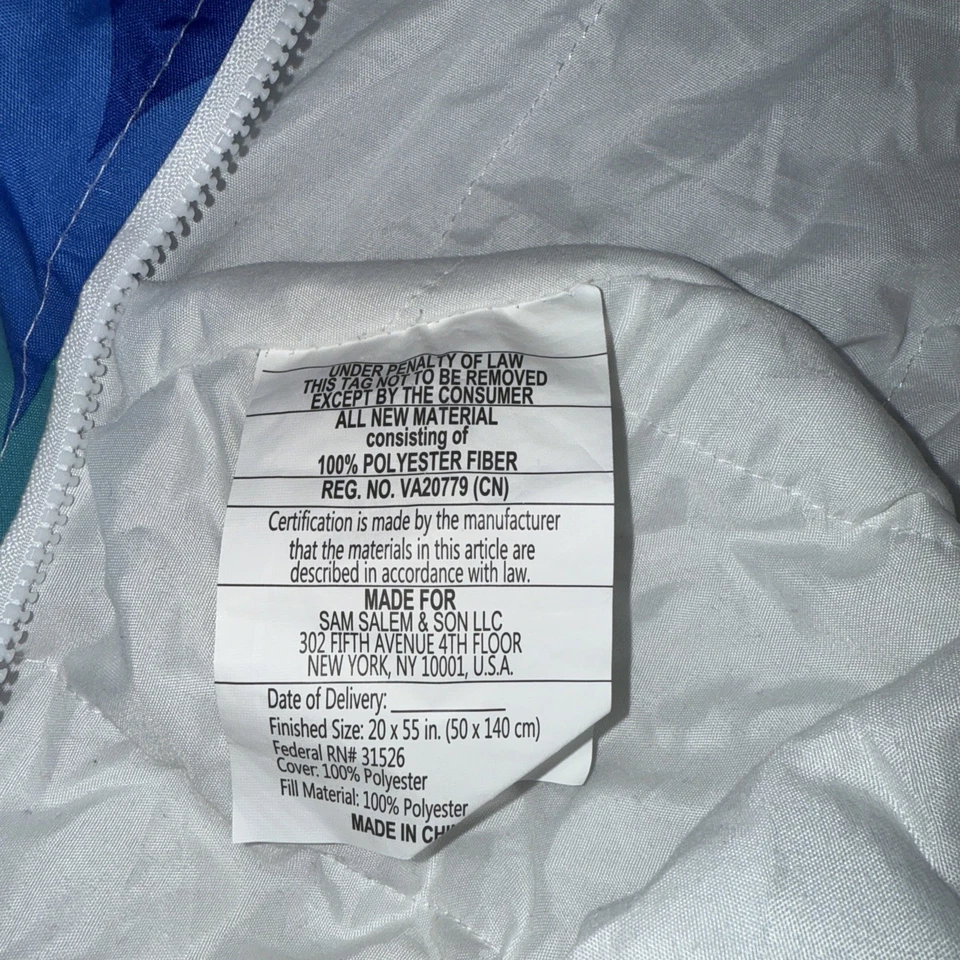 UNDER PENALTY OF LAW
THIS TAG NOT TO BE REMOVED
EXCEPT BY THE CONSUMER
ALL NEW MATERIAL
consisting of
100% POLYESTER FIBER
REG. NO. VA20779 (CN)
Certification is made by the manufacturer
that the materials in this article are
described in accordance with law.
MADE FOR
SAM SALEM & SON LLC
302 FIFTH AVENUE 4TH FLOOR
NEW YORK, NY 10001, U.S.A.
Date of Delivery:
Finished Size: 20 x 55 in. (50 x 140 cm)
Federal RN# 31526
Cover: 100% Polyester
Fill Material: 100% Polyester
MADE IN